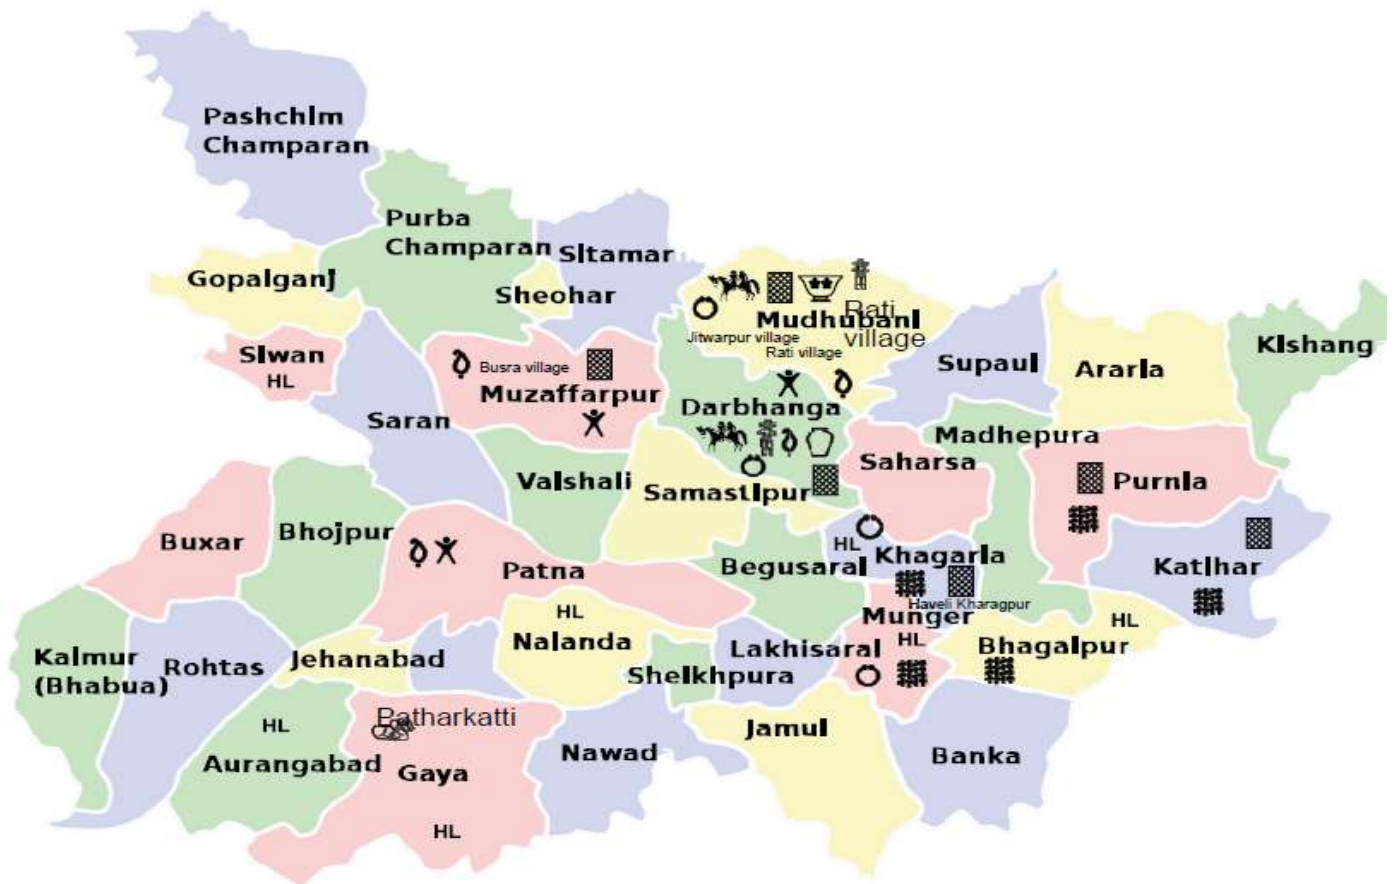 Pashchlm
Champaran
Purba
Champaran
Sltamar
Gopalganj
Sheohar
Rati
village
Mudhubanl
Jitwarpur village
Rati village
Slwan
HL
Busra village
Muzaffarpur
Supaul
Ararla
Klshang
Saran
Darbhanga
Madhepura
Saharsa
Valshali
Samastlpur
Purnla
Buxar
Bhojpur
Patna
Begusaral
HL
Khagarla
Katlhar
Haveli Kharagpur
Munger
HL
HL
Nalanda
HL
Bhagalpur
Kalmur
(Bhabua)
Rohtas
Jehanabad
Lakhisaral
Shelkhpura
HL
Aurangabad
Patharkatti
Gaya
HL
Nawad
Jamul
Banka